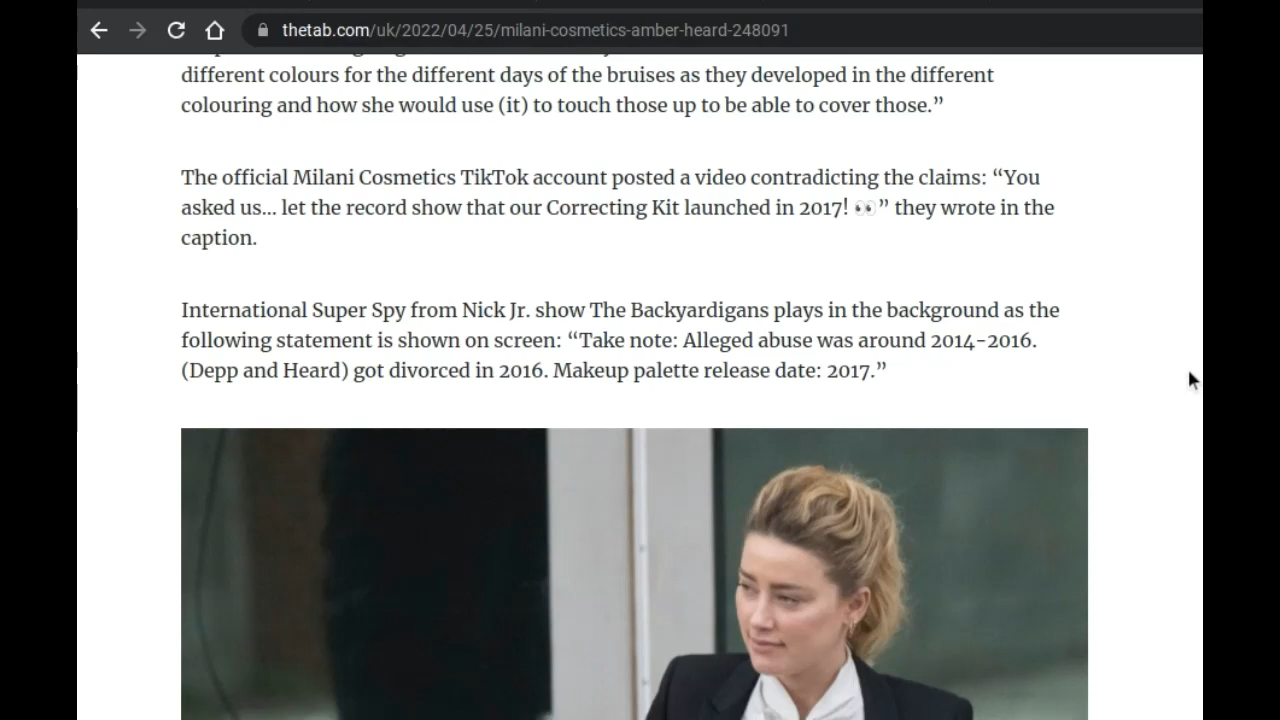 thetab.com/uk/2022/04/25/milani-cosmetics-amber-heard-248091
different colours for the different days of the bruises as they developed in the different
colouring and how she would use (it) to touch those up to be able to cover those.”
The official Milani Cosmetics TikTok account posted a video contradicting the claims: “You
asked us... let the record show that our Correcting Kit launched in 2017! 👀” they wrote in the
caption.
International Super Spy from Nick Jr. show The Backyardigans plays in the background as the
following statement is shown on screen: “Take note: Alleged abuse was around 2014-2016.
(Depp and Heard) got divorced in 2016. Makeup palette release date: 2017.”